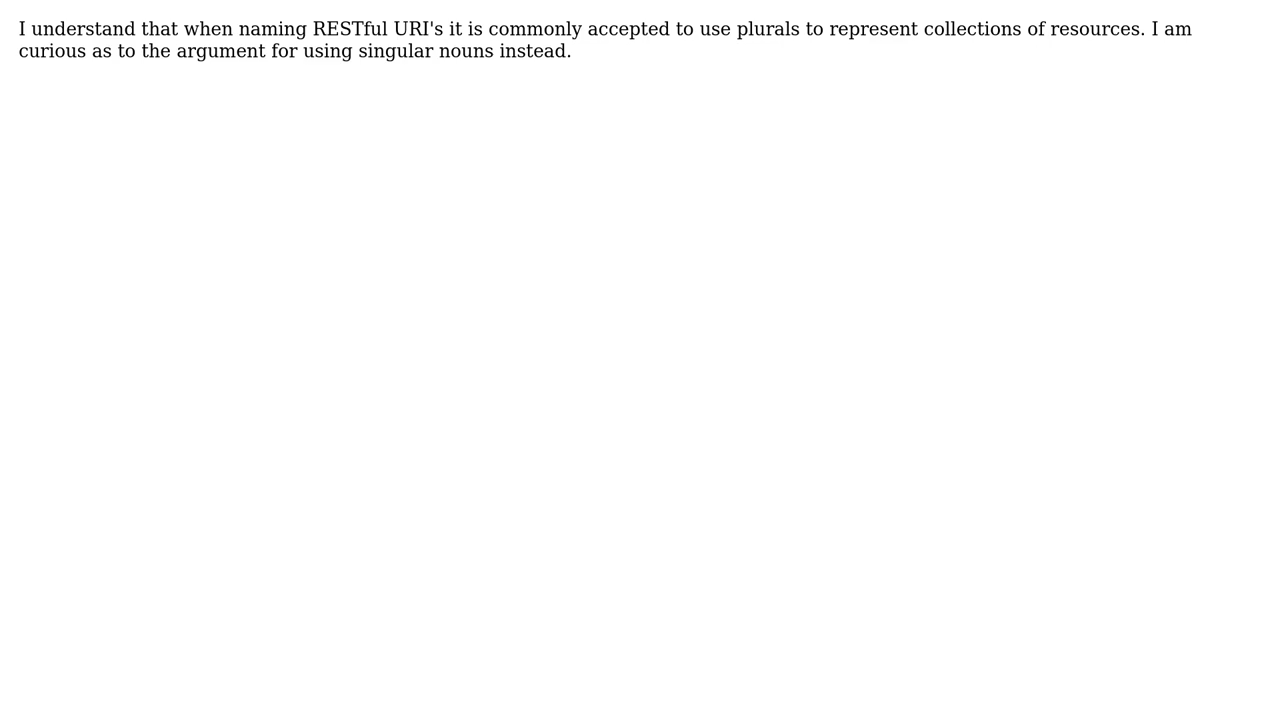 I understand that when naming RESTful URI's it is commonly accepted to use plurals to represent collections of resources. I am
curious as to the argument for using singular nouns instead.